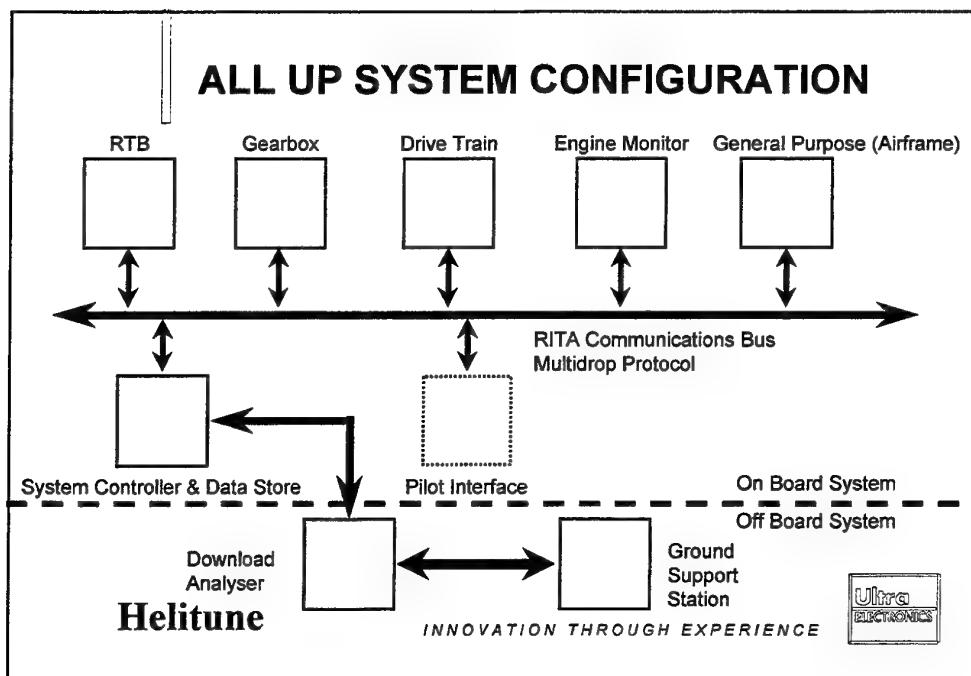 ALL UP SYSTEM CONFIGURATION
RTB
Gearbox
Drive Train
Engine Monitor
General Purpose (Airframe)
RITA Communications Bus
Multidrop Protocol
System Controller & Data Store
Pilot Interface
On Board System
Off Board System
Download
Analyser
Ground
Support
Station
Helitune
INNOVATION THROUGH EXPERIENCE
Ultra
ELECTRONICS